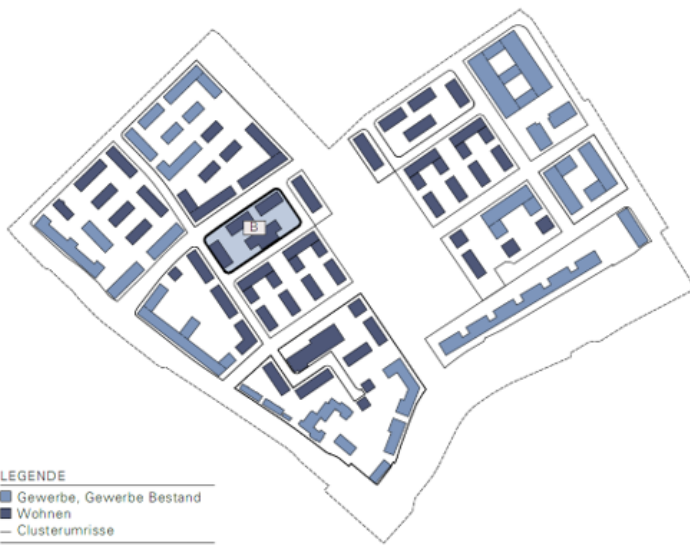 B
LEGENDE
Gewerbe, Gewerbe Bestand
Wohnen
Clusterumrisse